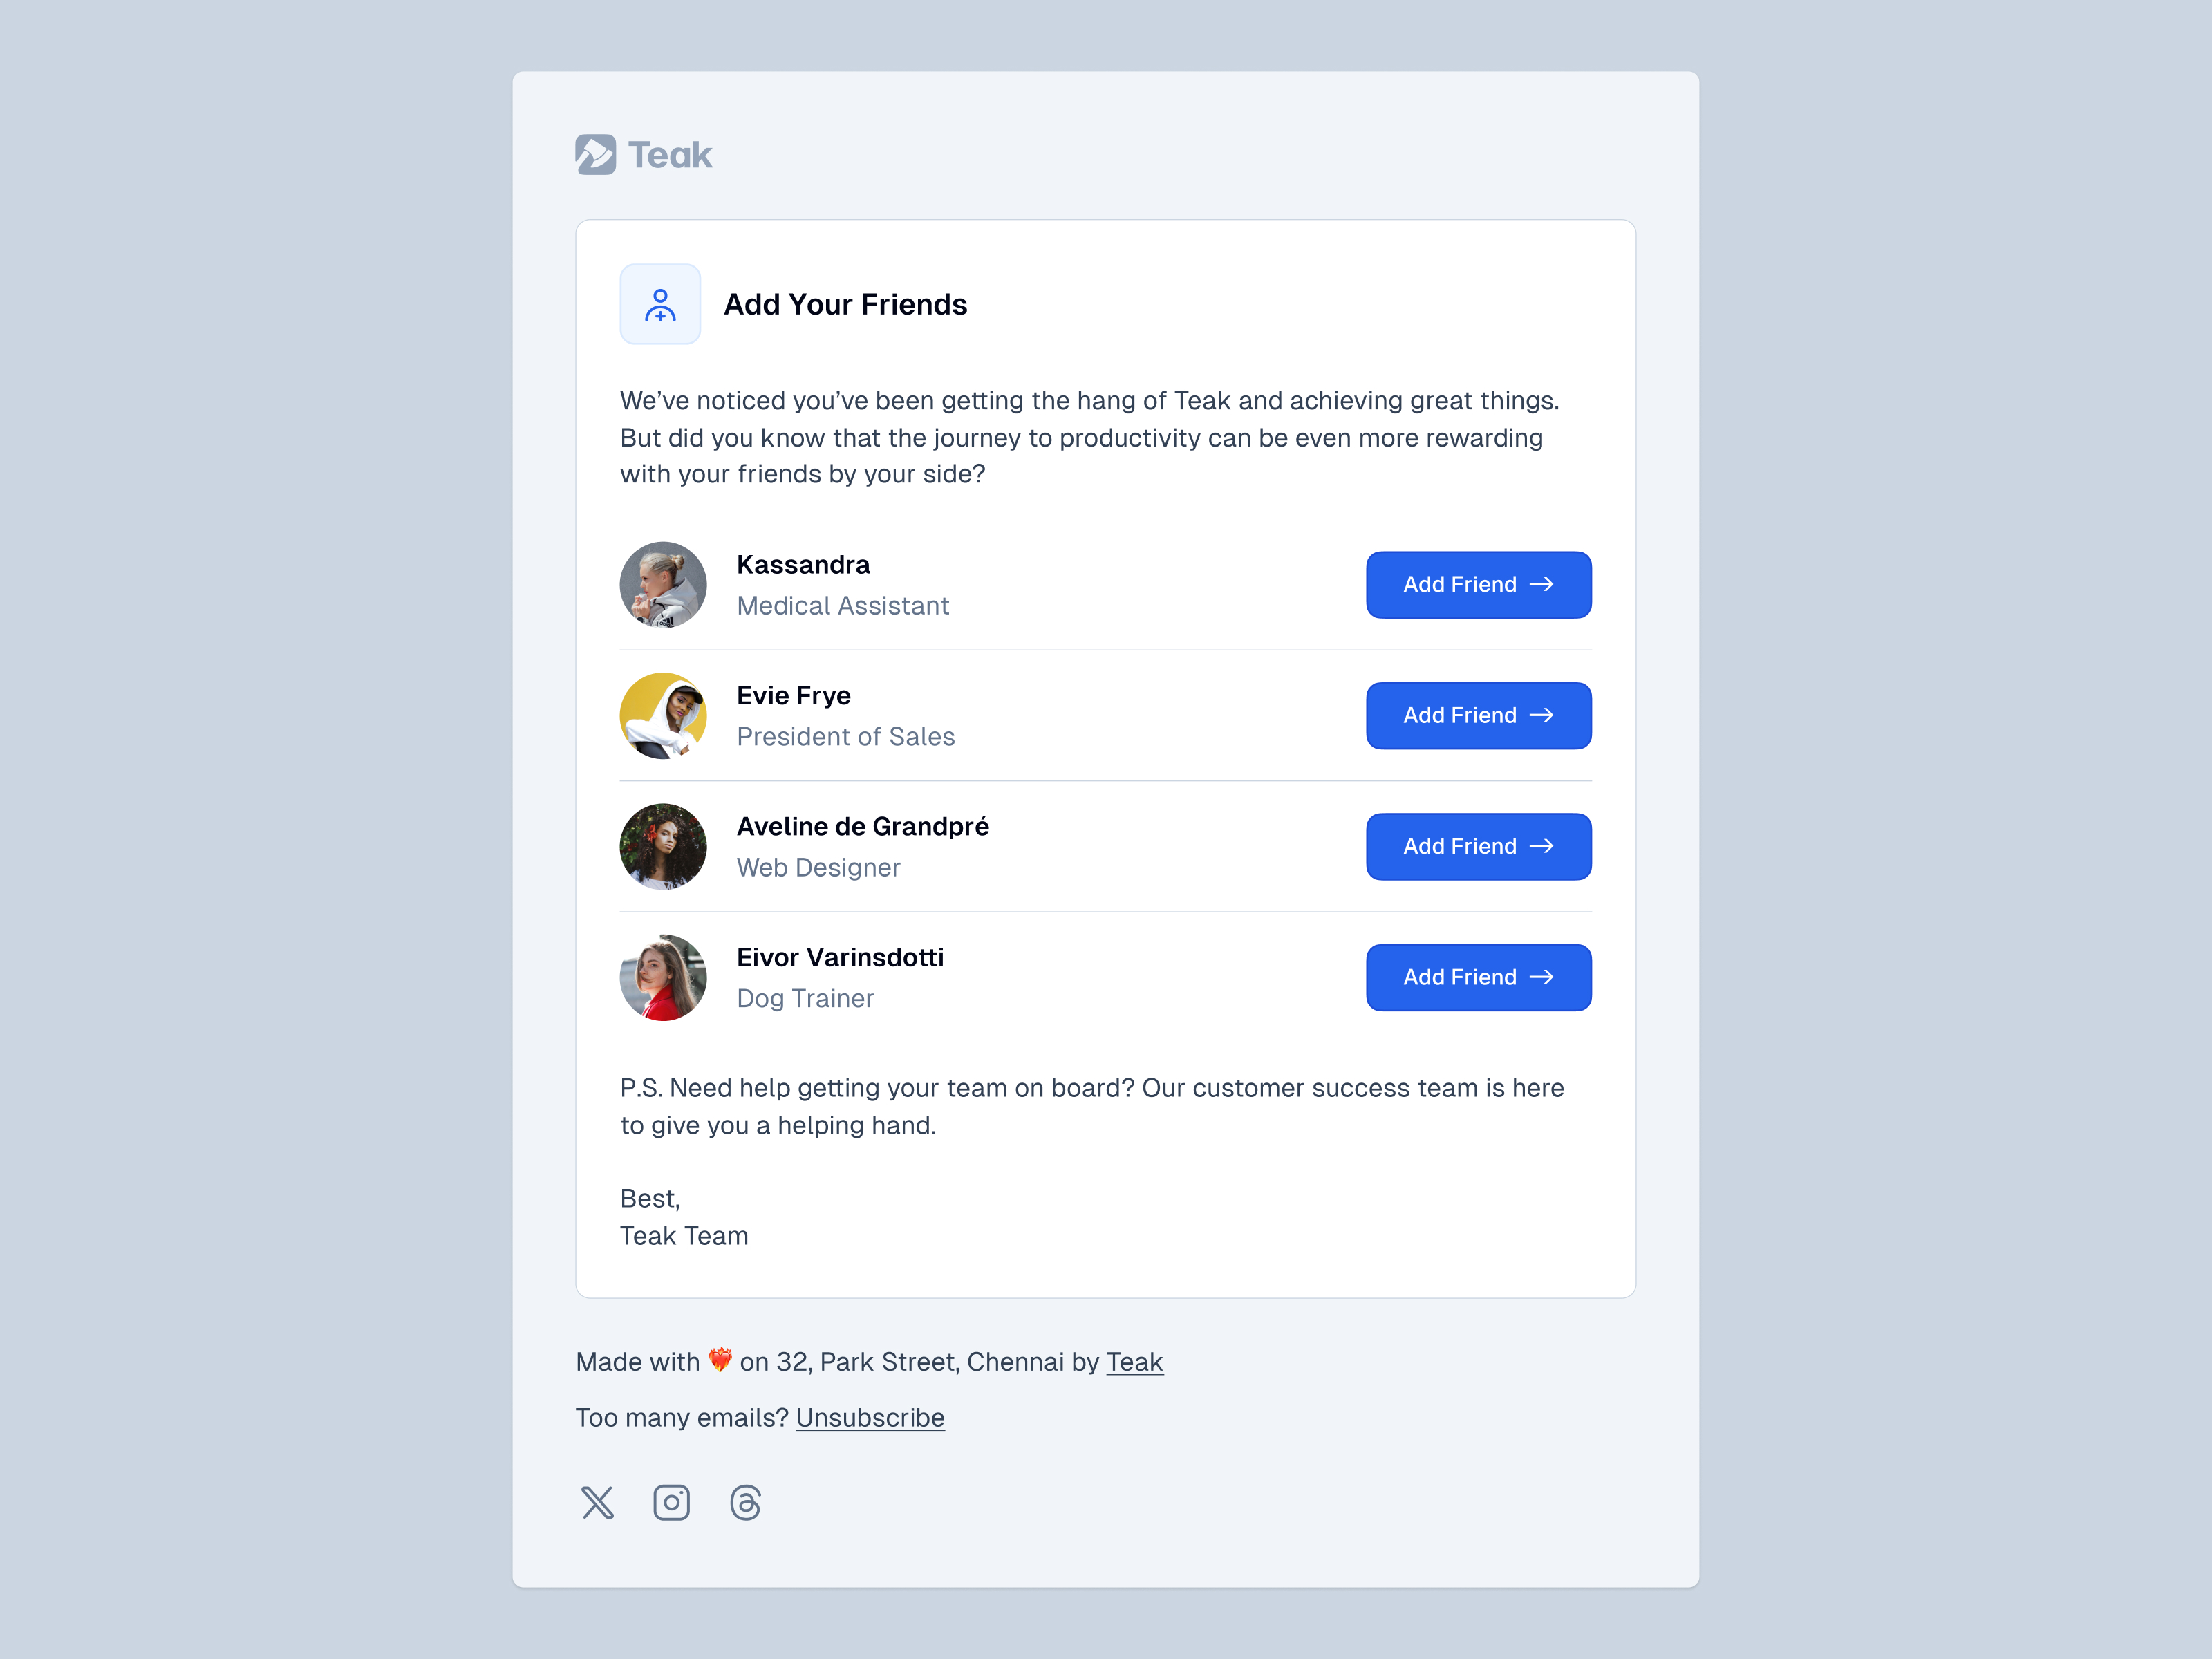 Teak
Add Your Friends
We’ve noticed you’ve been getting the hang of Teak and achieving great things.
But did you know that the journey to productivity can be even more rewarding
with your friends by your side?
Kassandra
Medical Assistant
Add Friend →
Evie Frye
President of Sales
Add Friend →
Aveline de Grandpré
Web Designer
Add Friend →
Eivor Varinsdotti
Dog Trainer
Add Friend →
P.S. Need help getting your team on board? Our customer success team is here
to give you a helping hand.
Best,
Teak Team
Made with ❤️‍🔥 on 32, Park Street, Chennai by Teak
Too many emails? Unsubscribe